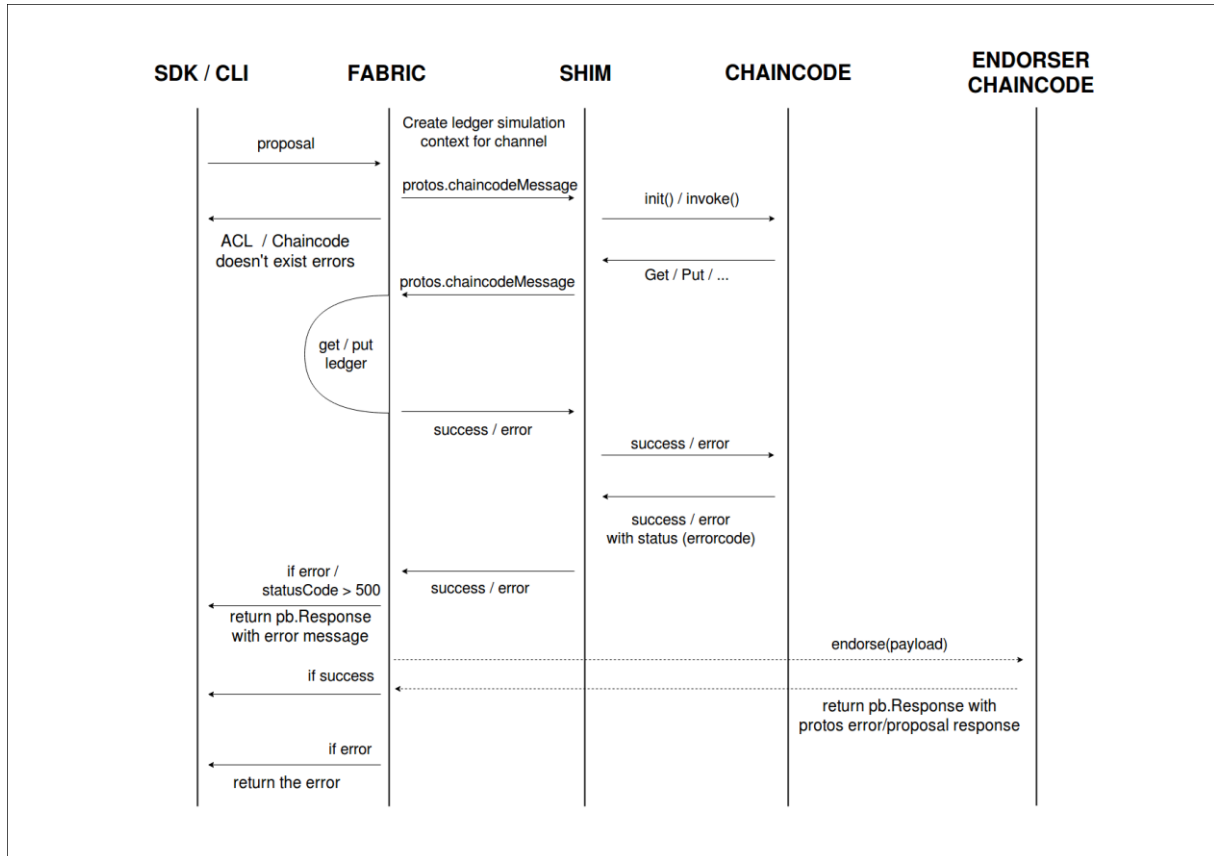 SDK / CLI
FABRIC
SHIM
CHAINCODE
ENDORSER
CHAINCODE
Create ledger simulation
context for channel
proposal
protos.chaincodeMessage
init() / invoke()
ACL / Chaincode
doesn't exist errors
Get / Put / ...
protos.chaincodeMessage
get / put
ledger
success / error
success / error
success / error
with status (errorcode)
if error /
statusCode > 500
success / error
return pb.Response
with error message
endorse(payload)
if success
return pb.Response with
protos error/proposal response
if error
return the error